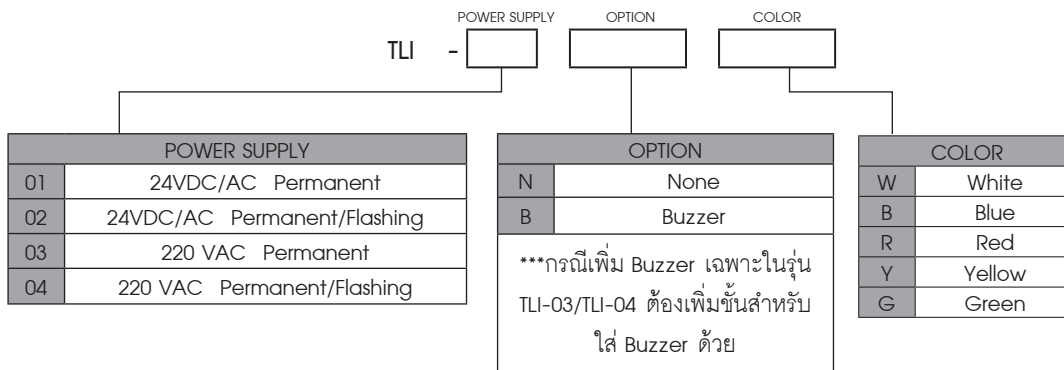 POWER SUPPLY OPTION COLOR
TLI -
POWER SUPPLY
01 24VDC/AC Permanent
02 24VDC/AC Permanent/Flashing
03 220 VAC Permanent
04 220 VAC Permanent/Flashing
OPTION
N None
B Buzzer
***กรณีเพิ่ม Buzzer เฉพาะในรุ่น
TLI-03/TLI-04 ต้องเพิ่มชั้นสำหรับ
ใส่ Buzzer ด้วย
COLOR
W White
B Blue
R Red
Y Yellow
G Green